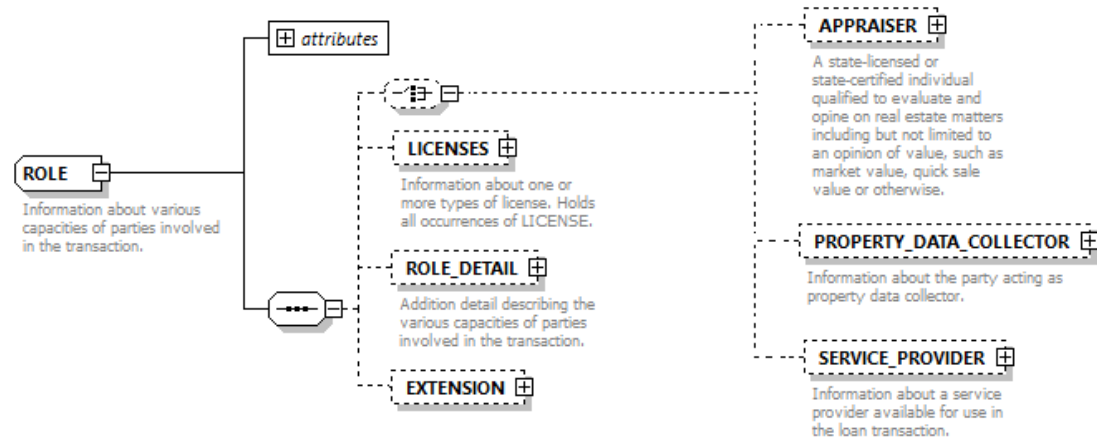 attributes
ROLE
Information about various
capacities of parties involved
in the transaction.
LICENSES
Information about one or
more types of license. Holds
all occurrences of LICENSE.
ROLE_DETAIL
Addition detail describing the
various capacities of parties
involved in the transaction.
EXTENSION
APPRAISER
A state-licensed or
state-certified individual
qualified to evaluate and
opine on real estate matters
including but not limited to
an opinion of value, such as
market value, quick sale
value or otherwise.
PROPERTY_DATA_COLLECTOR
Information about the party acting as
property data collector.
SERVICE_PROVIDER
Information about a service
provider available for use in
the loan transaction.